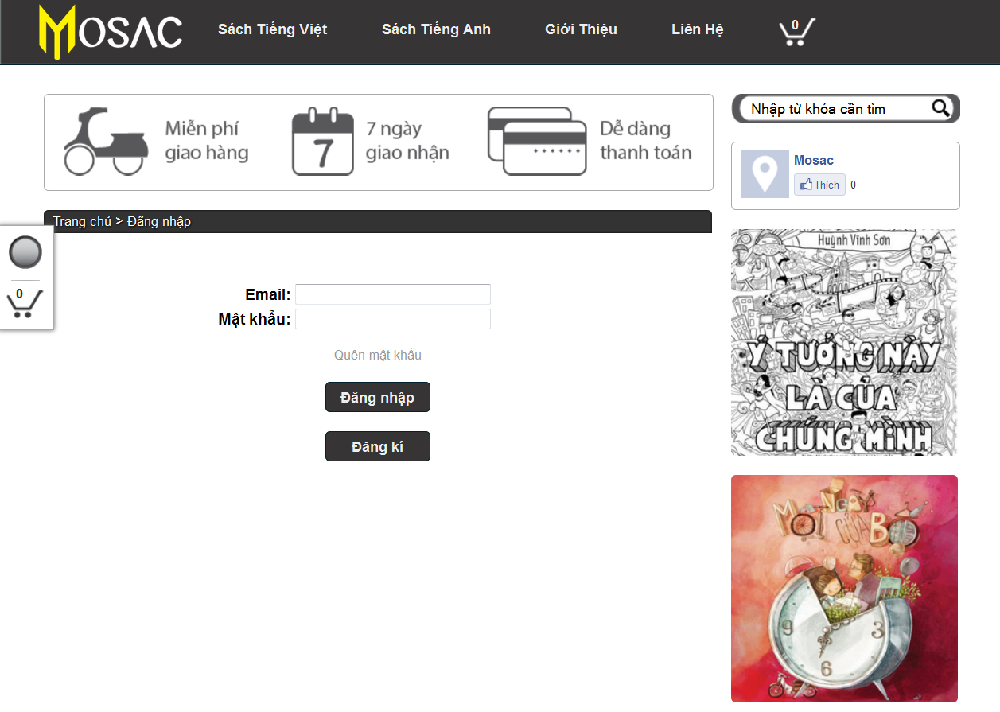 MOSAC
Sách Tiếng Việt
Sách Tiếng Anh
Giới Thiệu
Liên Hệ
0
Miễn phí
giao hàng
7
7 ngày
giao nhận
Dễ dàng
thanh toán
Nhập từ khóa cần tìm
Mosac
Thích
0
Trang chủ > Đăng nhập
0
Email:
Mật khẩu:
Quên mật khẩu
Đăng nhập
Đăng kí
Huỳnh Vĩnh Sơn
Ý TƯỞNG NÀY
LÀ CỦA
CHÚNG MÌNH
MỘT NGÀY
CỦA BỐ
9
3
6